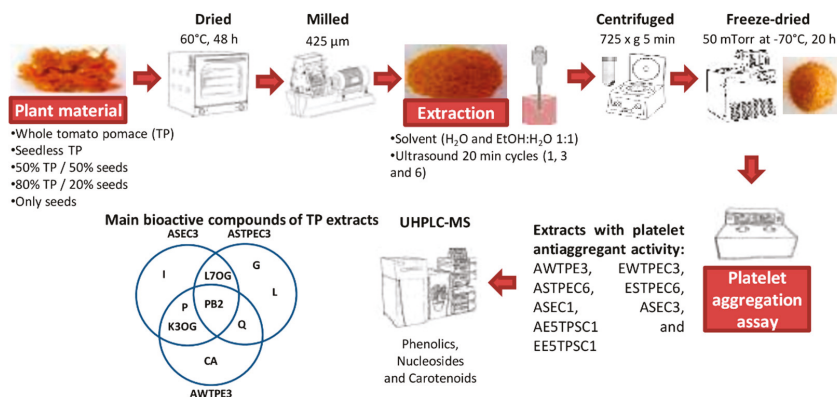 Dried
60°C, 48 h
Milled
425 μm
Centrifuged
725 x g 5 min
Freeze-dried
50 mTorr at -70°C, 20 h
Plant material
•Whole tomato pomace (TP)
•Seedless TP
•50% TP / 50% seeds
•80% TP / 20% seeds
•Only seeds
Extraction
•Solvent (H₂O and EtOH:H₂O 1:1)
•Ultrasound 20 min cycles (1, 3
and 6)
Platelet
aggregation
assay
Extracts with platelet
antiaggregant activity:
AWTPE3, EWTPEC3,
ASTPEC6, ESTPEC6,
ASEC1, ASEC3,
AE5TPSC1 and
EE5TPSC1
UHPLC-MS
Phenolics,
Nucleosides
and Carotenoids
Main bioactive compounds of TP extracts
ASEC3
ASTPEC3
I
L7OG
G
L
P
PB2
K3OG
Q
CA
AWTPE3